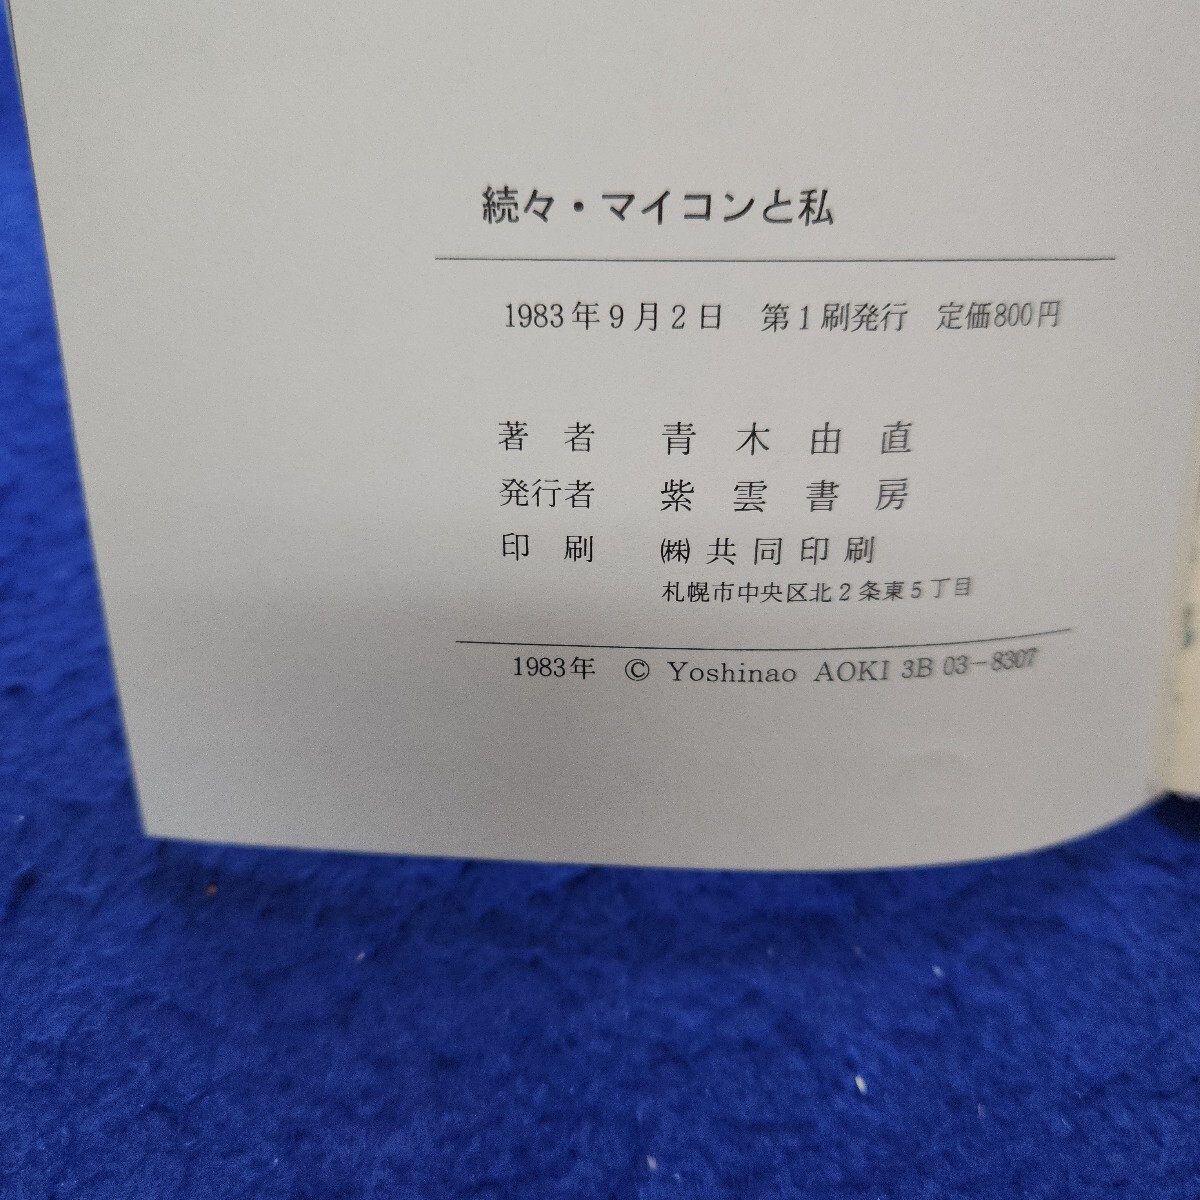 続々・マイコンと私
1983年9月2日 第1刷発行 定価800円
著者 青木由直
発行者 紫雲書房
印刷 ㈱共同印刷
札幌市中央区北2条東5丁目
1983年 © Yoshinao AOKI 3B 03-8307